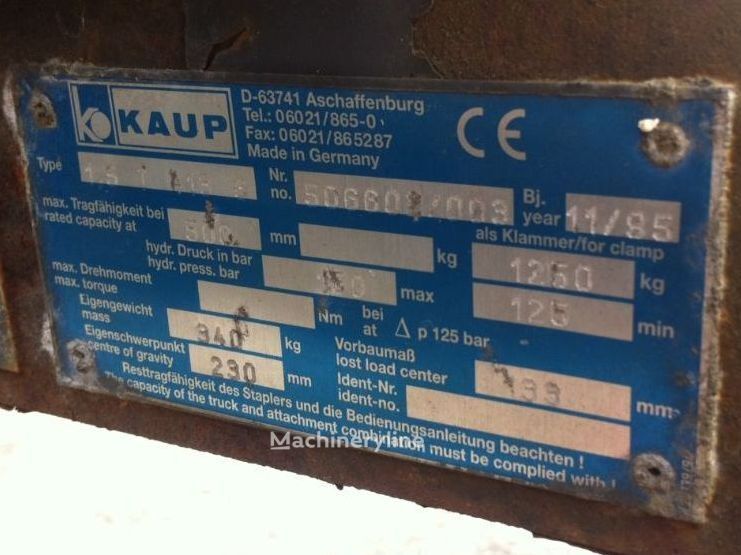 KAUP
D-63741 Aschaffenburg
Tel.: 06021/865-0
Fax: 06021/865287
Made in Germany
CE
Type
Nr.
no.
Bj.
year 11/95
max. Tragfähigkeit bei
rated capacity at
mm
kg
als Klammer/for clamp
1250 kg
hydr. Druck in bar
hydr. press. bar
max
125 min
max. Drehmoment
max. torque
Nm bei
at Δ p 125 bar
Eigengewicht
mass
340 kg
Vorbaumaß
lost load center
mm
Eigenschwerpunkt
centre of gravity
230 mm
Ident-Nr.
ident-no.
Resttragfähigkeit des Staplers und die Bedienungsanleitung beachten !
The capacity of the truck and attachment combination must be complied with !
Machineryline